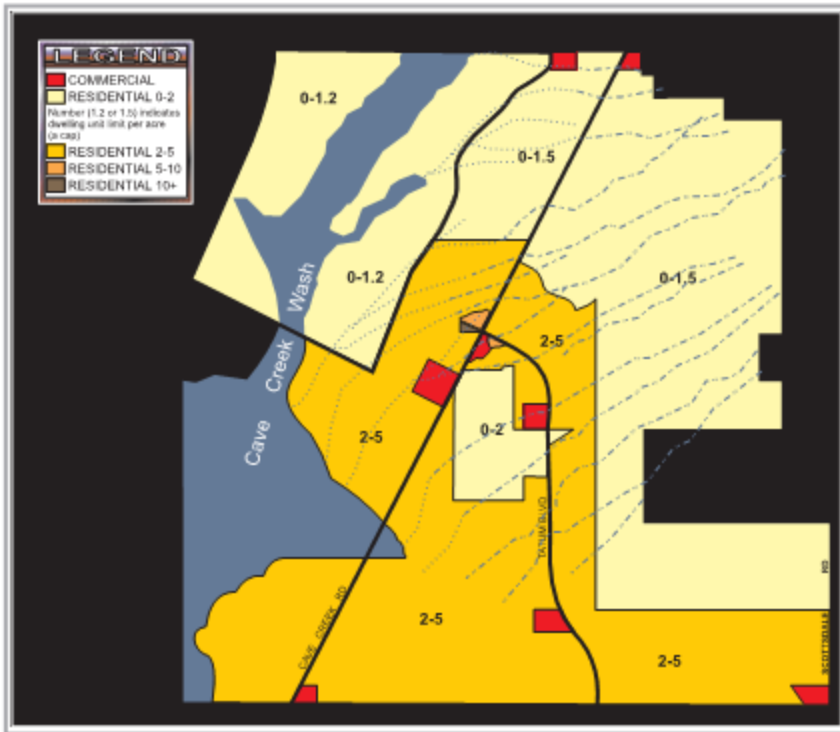 LEGEND
COMMERCIAL
RESIDENTIAL 0-2
Number (1.2 or 1.5) indicates
dwelling unit limit per acre
(a cap)
RESIDENTIAL 2-5
RESIDENTIAL 5-10
RESIDENTIAL 10+
0-1.2
0-1.5
0-1.2
0-1.5
Wash
Creek
Cave
2-5
2-5
0-2
TATUM BLVD
CAVE CREEK RD
2-5
2-5
SCOTTSDALE RD